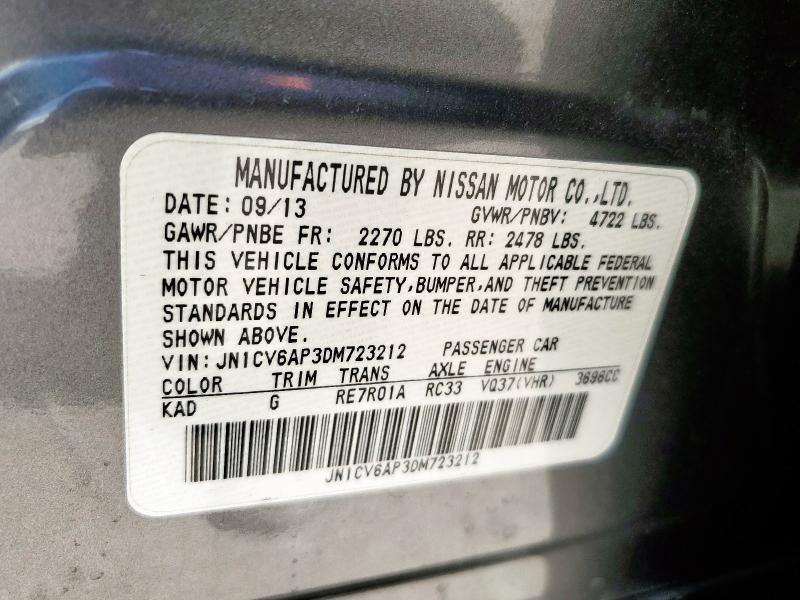 MANUFACTURED BY NISSAN MOTOR CO.,LTD.
DATE: 09/13 GVWR/PNBV: 4722 LBS.
GAWR/PNBE FR: 2270 LBS. RR: 2478 LBS.
THIS VEHICLE CONFORMS TO ALL APPLICABLE FEDERAL
MOTOR VEHICLE SAFETY,BUMPER,AND THEFT PREVENTION
STANDARDS IN EFFECT ON THE DATE OF MANUFACTURE
SHOWN ABOVE.
VIN: JN1CV6AP3DM723212 PASSENGER CAR
COLOR TRIM TRANS AXLE ENGINE
KAD G RE7R01A RC33 VQ37(VHR) 3696CC
JN1CV6AP3DM723212